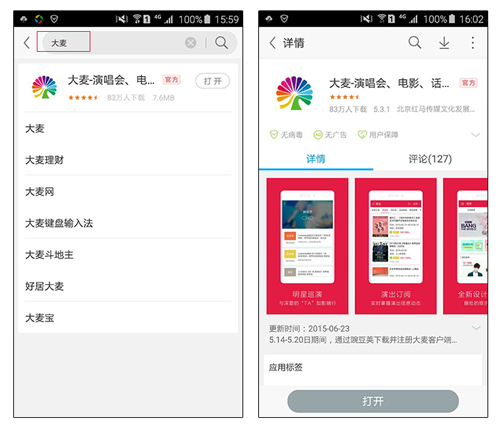 4G 100% 15:59
大麦
大麦-演唱会、电... 官方
83万人下载 7.6MB
打开
大麦
大麦理财
大麦网
大麦键盘输入法
大麦斗地主
好居大麦
大麦宝
4G 100% 16:02
详情
大麦-演唱会、电影、话... 官方
83万人下载 5.3.1 北京红马传媒文化发展...
无病毒 无广告 用户保障
详情 评论(127)
明星巡演
与深爱的“TA”如影随行
演出订阅
实时掌握演出信息动态
全新设计
更新时间：2015-06-23
5.14-5.20日期间，通过豌豆荚下载并注册大麦客户端...
应用标签
打开